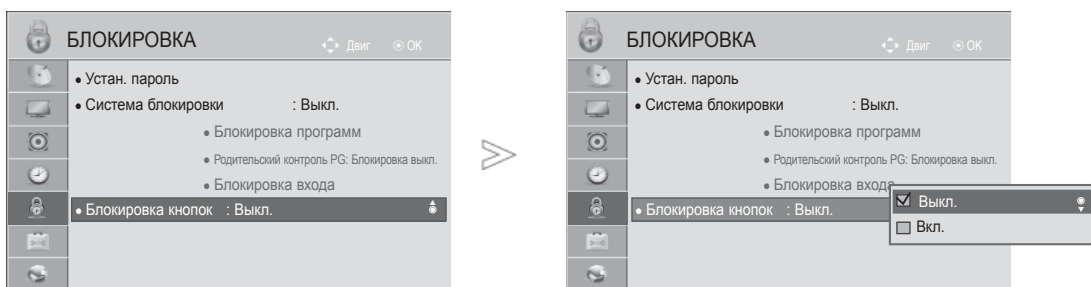 БЛОКИРОВКА Двиг OK
• Устан. пароль
• Система блокировки : Выкл.
• Блокировка программ
• Родительский контроль PG: Блокировка выкл.
• Блокировка входа
• Блокировка кнопок : Выкл.
БЛОКИРОВКА Двиг OK
• Устан. пароль
• Система блокировки : Выкл.
• Блокировка программ
• Родительский контроль PG: Блокировка выкл.
• Блокировка входа
• Блокировка кнопок : Выкл.
Выкл.
Вкл.